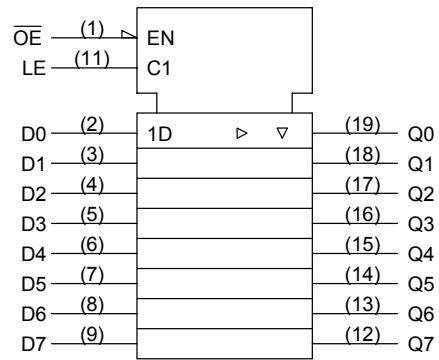 O̅E̅ (1) EN
LE (11) C1
D0 (2) 1D (19) Q0
D1 (3) (18) Q1
D2 (4) (17) Q2
D3 (5) (16) Q3
D4 (6) (15) Q4
D5 (7) (14) Q5
D6 (8) (13) Q6
D7 (9) (12) Q7